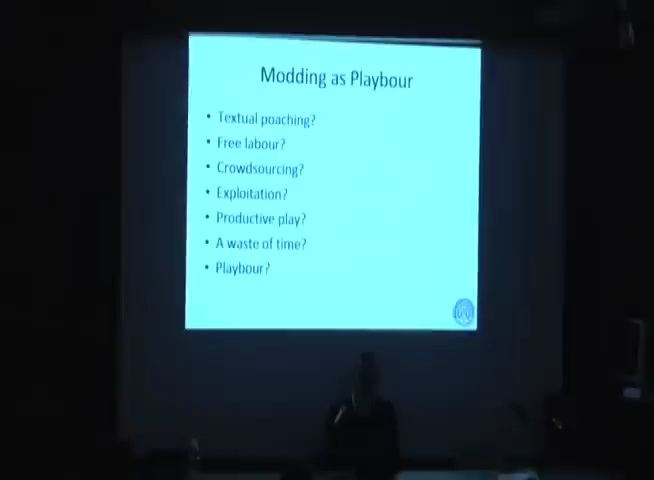 Modding as Playbour
• Textual poaching?
• Free labour?
• Crowdsourcing?
• Exploitation?
• Productive play?
• A waste of time?
• Playbour?